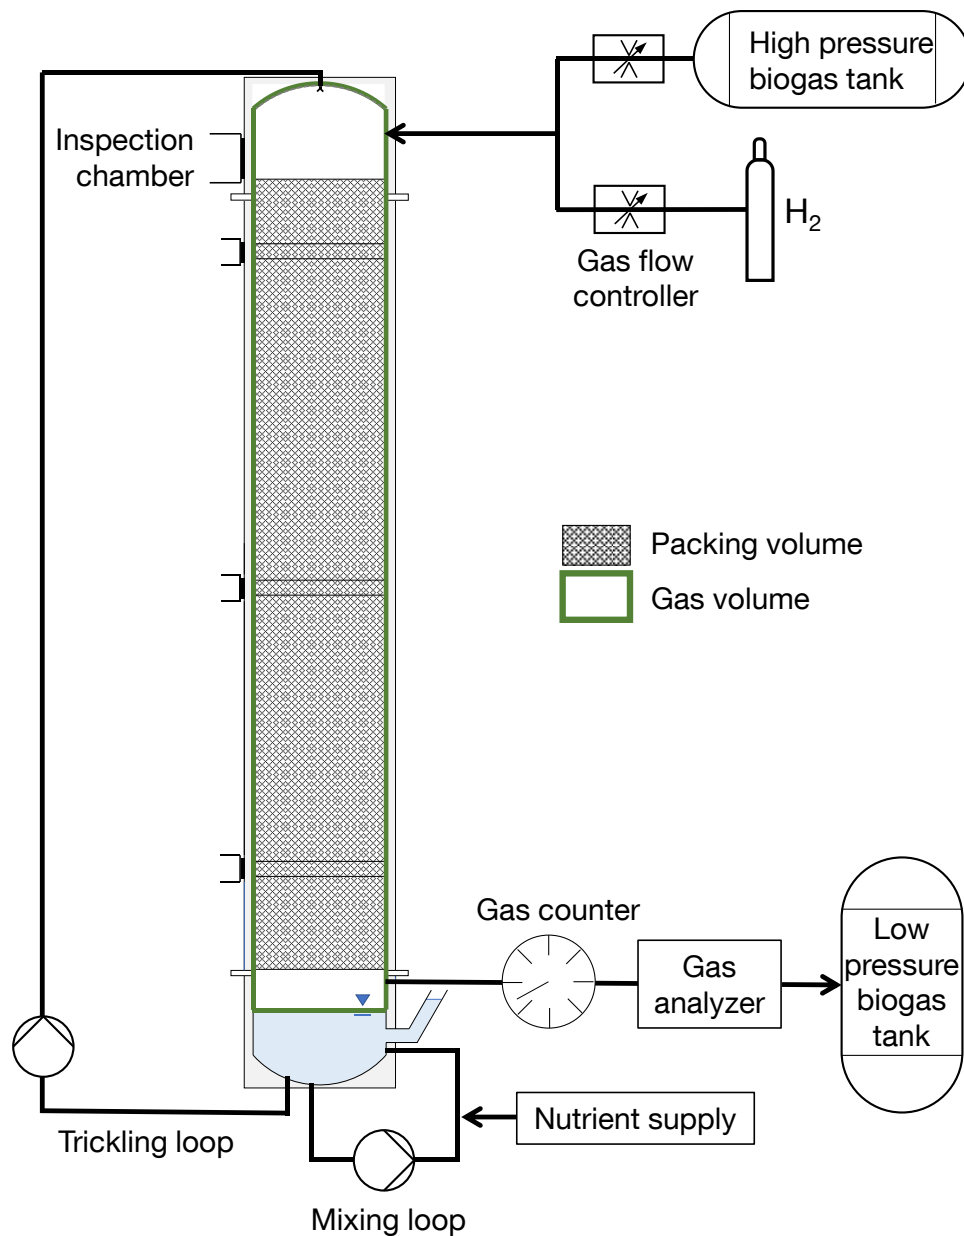 High pressure
biogas tank
Inspection
chamber
H₂
Gas flow
controller
Packing volume
Gas volume
Gas counter
Gas
analyzer
Low
pressure
biogas
tank
Nutrient supply
Trickling loop
Mixing loop